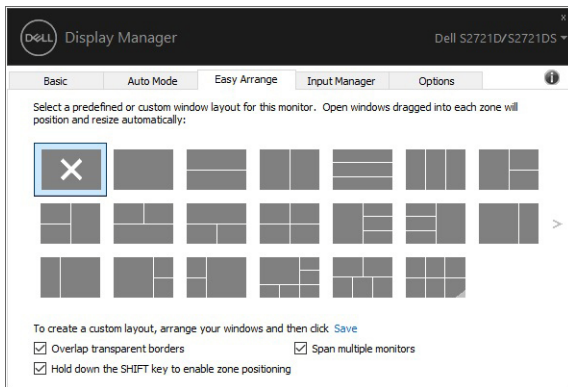 x
DELL Display Manager
Dell S2721D/S2721DS
Basic
Auto Mode
Easy Arrange
Input Manager
Options
i
Select a predefined or custom window layout for this monitor. Open windows dragged into each zone will
position and resize automatically:
>
To create a custom layout, arrange your windows and then click Save
Overlap transparent borders
Span multiple monitors
Hold down the SHIFT key to enable zone positioning